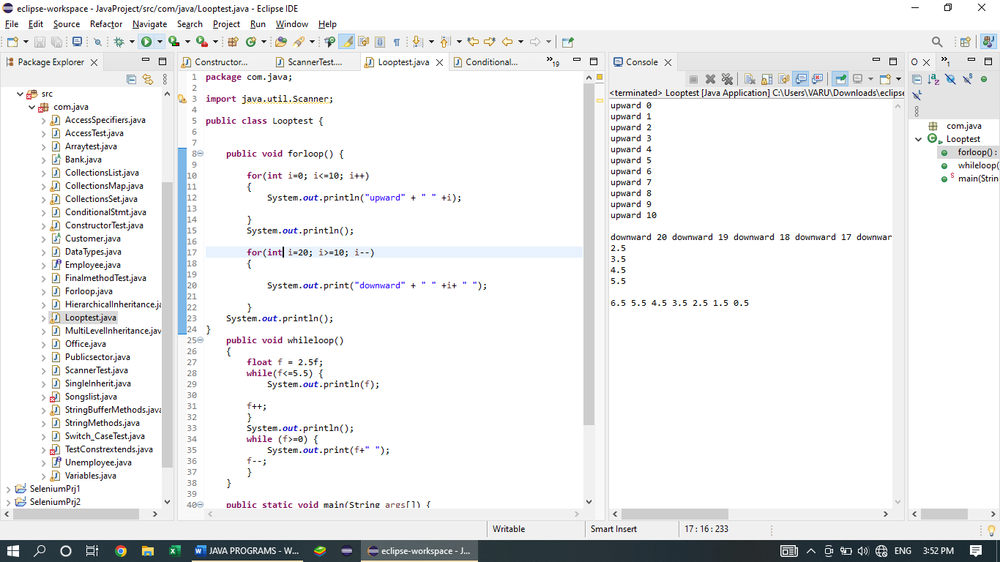 eclipse-workspace - JavaProject/src/com/java/Looptest.java - Eclipse IDE
File Edit Source Refactor Navigate Search Project Run Window Help
Package Explorer
src
com.java
AccessSpecifiers.java
AccessTest.java
Arraytest.java
Bank.java
CollectionsList.java
CollectionsMap.java
CollectionsSet.java
ConditionalStmt.java
ConstructorTest.java
Customer.java
DataTypes.java
Employee.java
FinalmethodTest.java
Forloop.java
HierarchicalInheritance.ja
Looptest.java
MultiLevelInheritance.jav
Office.java
Publicsector.java
ScannerTest.java
SingleInherit.java
Songslist.java
StringBufferMethods.java
StringMethods.java
Switch_CaseTest.java
TestConstrextends.java
Unemployee.java
Variables.java
SeleniumPrj1
SeleniumPrj2
Constructor... ScannerTest.... Looptest.java Conditional... »19
1 package com.java;
2
3 import java.util.Scanner;
4
5 public class Looptest {
6
7
8 public void forloop() {
9
10 for(int i=0; i<=10; i++)
11 {
12 System.out.println("upward" + " " +i);
13
14 }
15 System.out.println();
16
17 for(int i=20; i>=10; i--)
18 {
19
20 System.out.print("downward" + " " +i+ " ");
21
22 }
23 System.out.println();
24 }
25 public void whileloop()
26 {
27 float f = 2.5f;
28 while(f<=5.5) {
29 System.out.println(f);
30
31 f++;
32 }
33 System.out.println();
34 while (f>=0) {
35 System.out.print(f+" ");
36 f--;
37 }
38 }
39
40 public static void main(String args[]) {
Console
<terminated> Looptest [Java Application] C:\Users\VARU\Downloads\eclipse
upward 0
upward 1
upward 2
upward 3
upward 4
upward 5
upward 6
upward 7
upward 8
upward 9
upward 10
downward 20 downward 19 downward 18 downward 17 downwar
2.5
3.5
4.5
5.5
6.5 5.5 4.5 3.5 2.5 1.5 0.5
O »1
com.java
Looptest
forloop() :
whileloop(
main(Strin
Writable Smart Insert 17 : 16 : 233
JAVA PROGRAMS - W... eclipse-workspace - J... ENG 3:52 PM